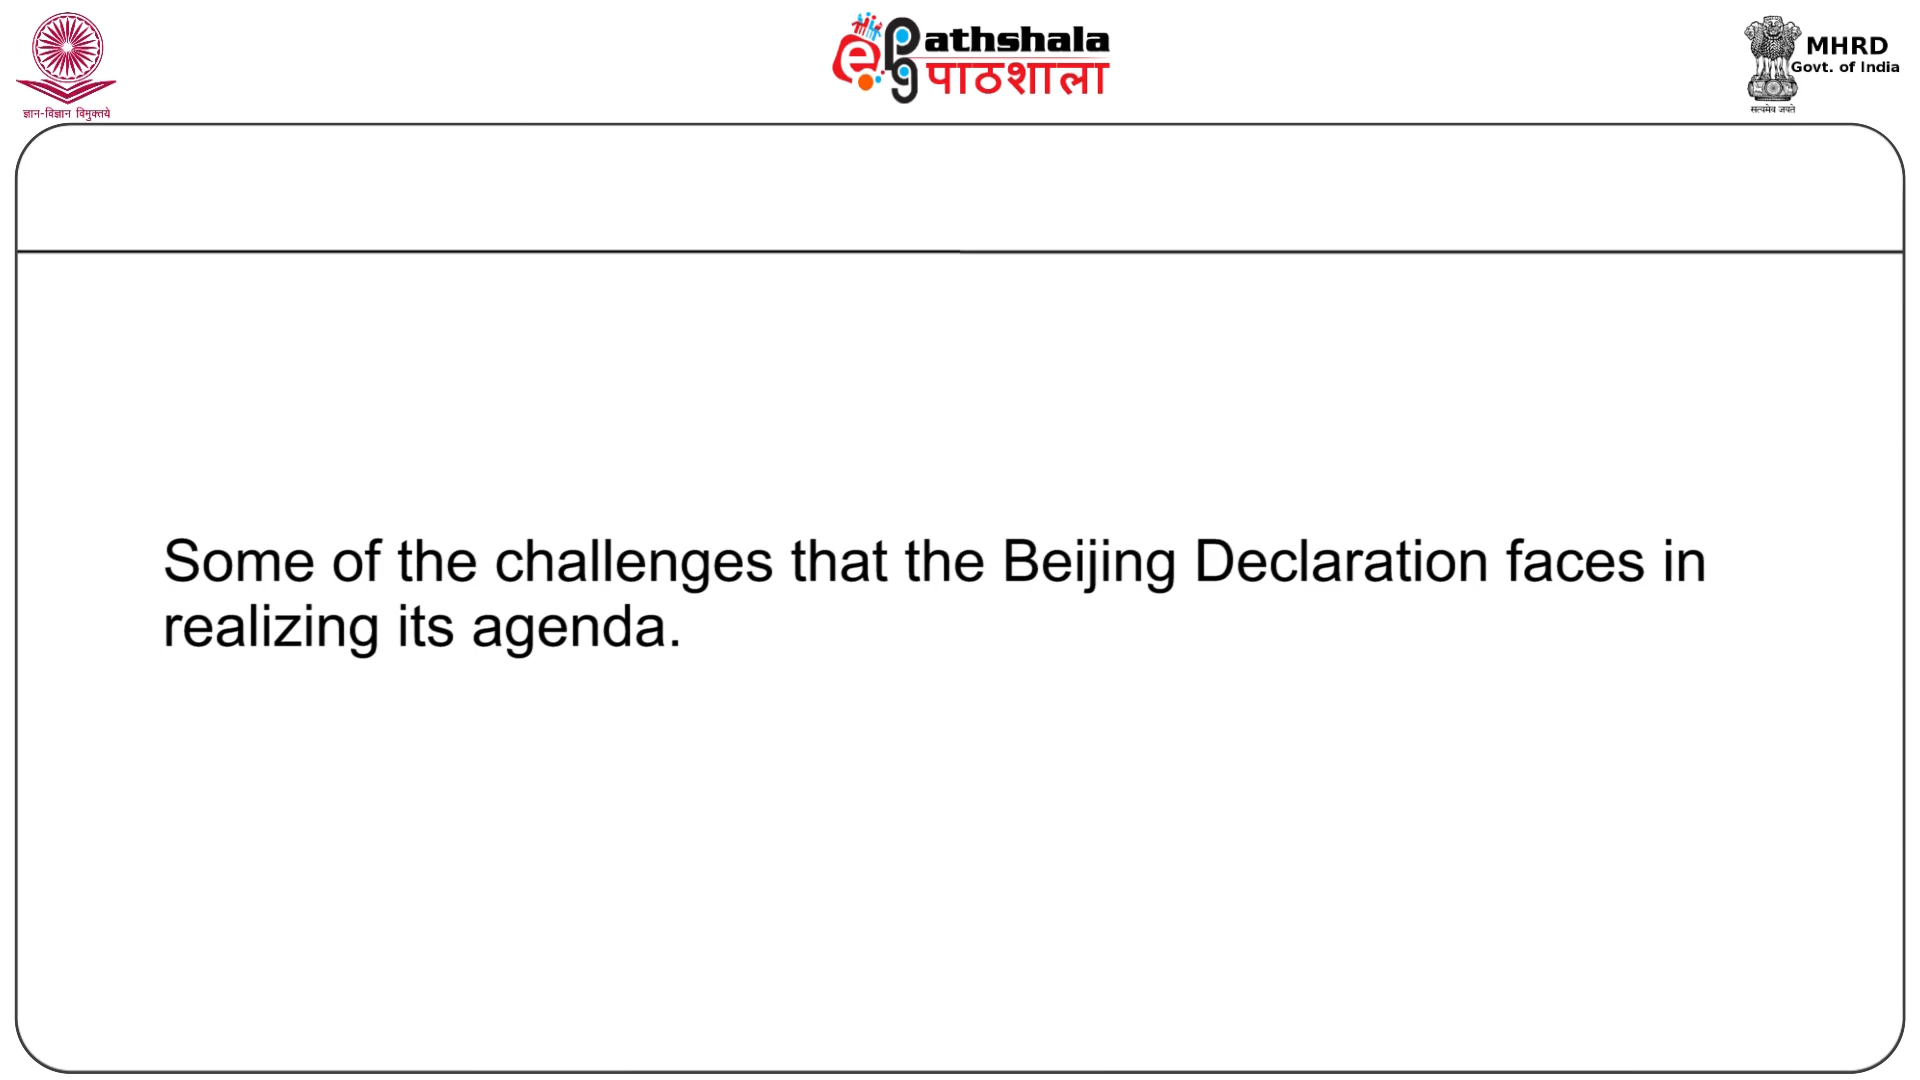 ज्ञान-विज्ञान विमुक्तये
ePathshala
पाठशाला
MHRD
Govt. of India
सत्यमेव जयते
Some of the challenges that the Beijing Declaration faces in
realizing its agenda.